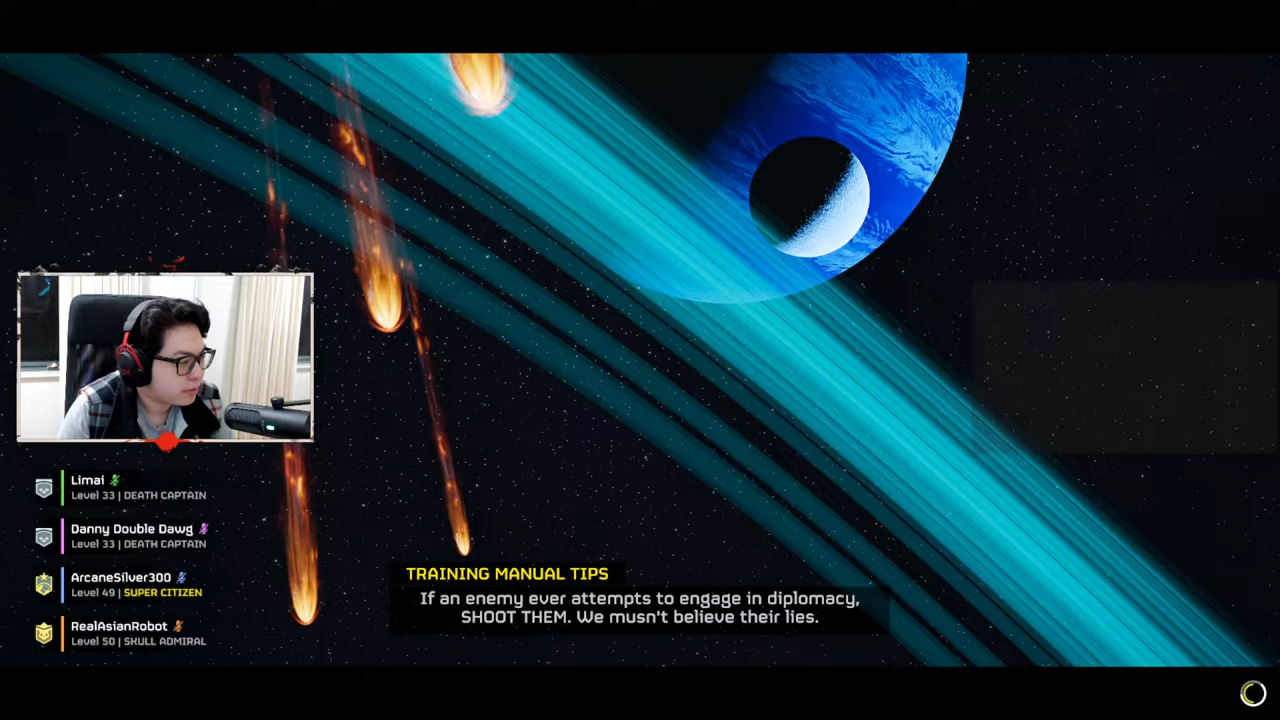 Limai
Level 33 | DEATH CAPTAIN
Danny Double Dawg
Level 33 | DEATH CAPTAIN
ArcaneSilver300
Level 49 | SUPER CITIZEN
RealAsianRobot
Level 50 | SKULL ADMIRAL
TRAINING MANUAL TIPS
If an enemy ever attempts to engage in diplomacy,
SHOOT THEM. We musn't believe their lies.